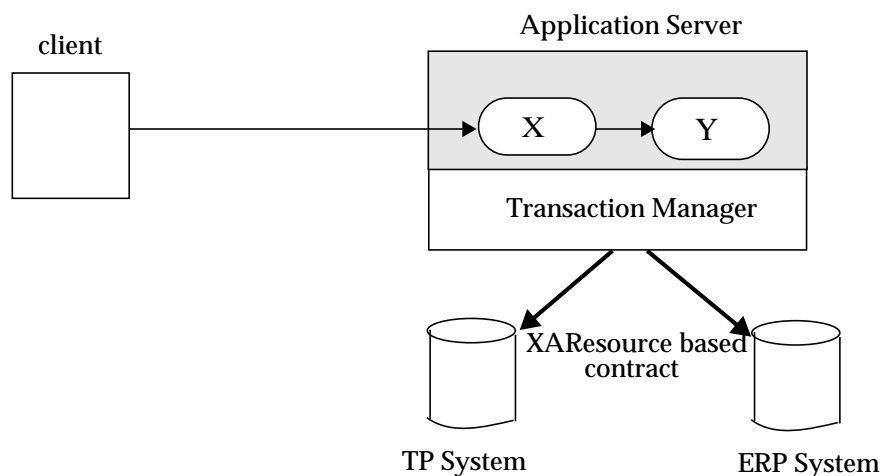 Application Server
client
X
Y
Transaction Manager
XAResource based
contract
TP System
ERP System